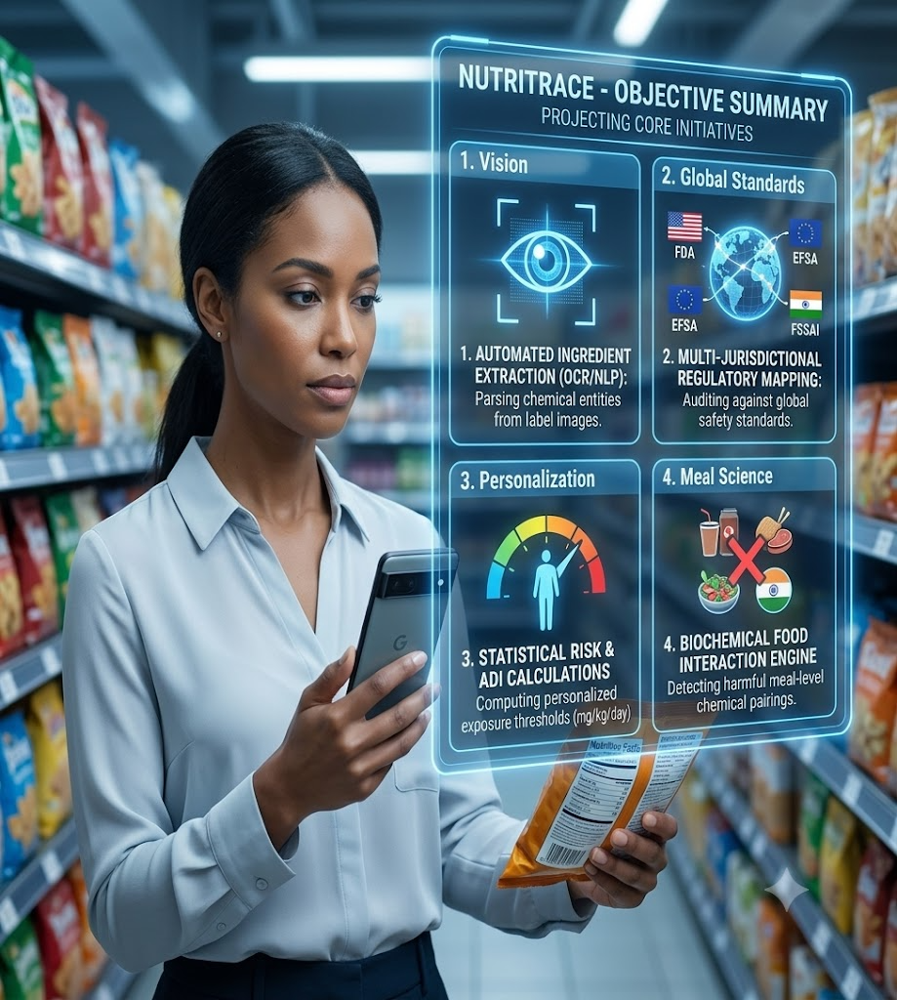 NUTRITRACE - OBJECTIVE SUMMARY
PROJECTING CORE INITIATIVES
1. Vision
1. AUTOMATED INGREDIENT
EXTRACTION (OCR/NLP):
Parsing chemical entities
from label images.
2. Global Standards
FDA
EFSA
EFSA
FSSAI
2. MULTI-JURISDICTIONAL
REGULATORY MAPPING:
Auditing against global
safety standards.
3. Personalization
3. STATISTICAL RISK &
ADI CALCULATIONS
Computing personalized
exposure thresholds (mg/kg/day)
4. Meal Science
4. BIOCHEMICAL FOOD
INTERACTION ENGINE
Detecting harmful meal-level
chemical pairings.
G
Nutrition Facts